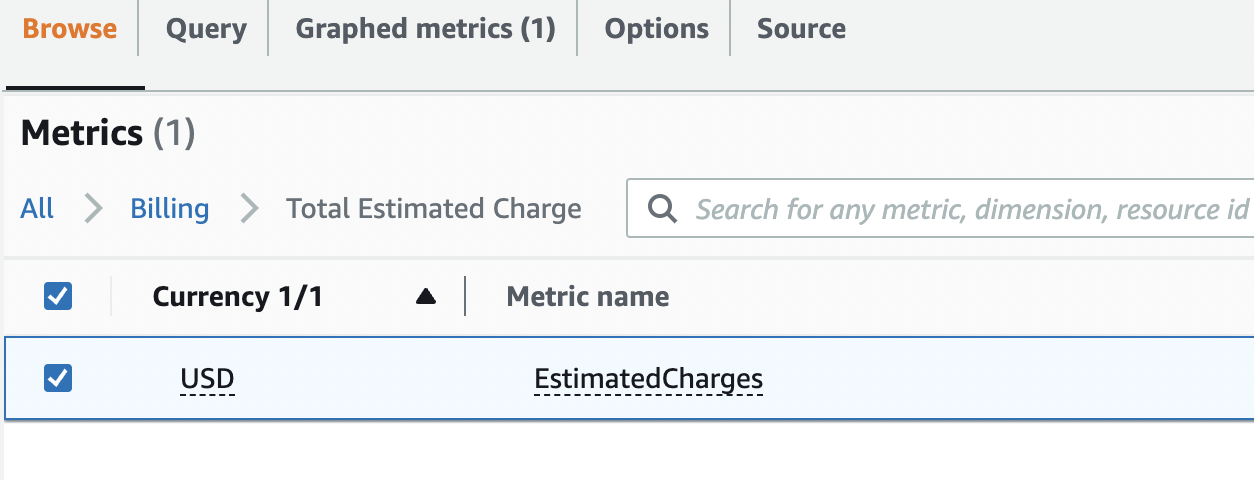 Browse Query Graphed metrics (1) Options Source
Metrics (1)
All Billing Total Estimated Charge Search for any metric, dimension, resource id
Currency 1/1 Metric name
USD EstimatedCharges